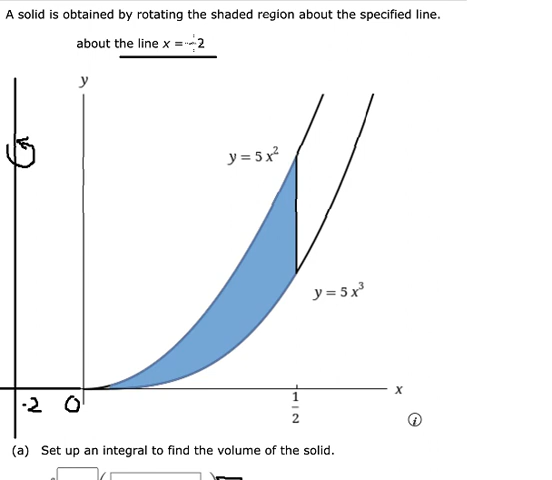 A solid is obtained by rotating the shaded region about the specified line.
about the line x = -2
y
y = 5x²
y = 5x³
x
-2 0
1
2
i
(a) Set up an integral to find the volume of the solid.